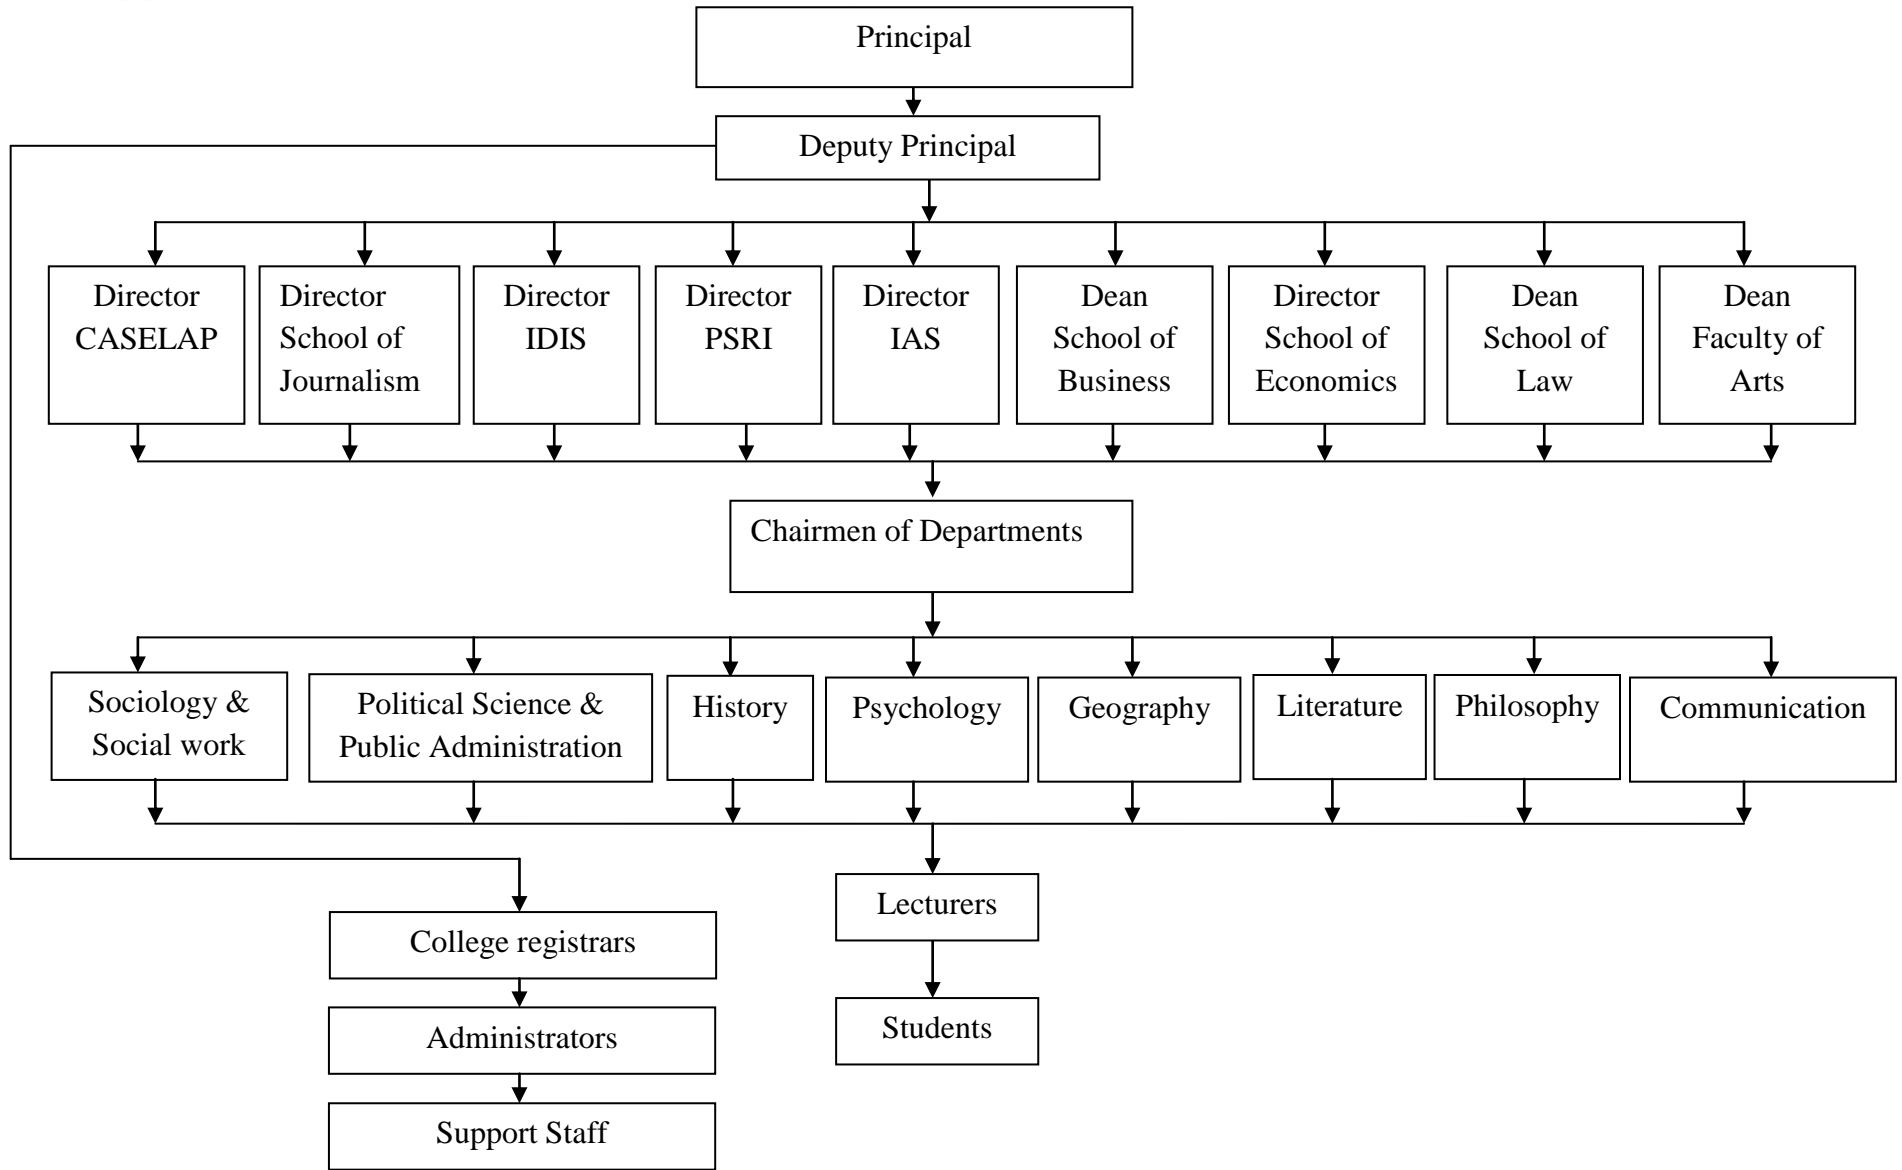 Principal
Deputy Principal
Director
CASELAP
Director
School of
Journalism
Director
IDIS
Director
PSRI
Director
IAS
Dean
School of
Business
Director
School of
Economics
Dean
School of
Law
Dean
Faculty of
Arts
Chairmen of Departments
Sociology &
Social work
Political Science &
Public Administration
History
Psychology
Geography
Literature
Philosophy
Communication
Lecturers
College registrars
Students
Administrators
Support Staff